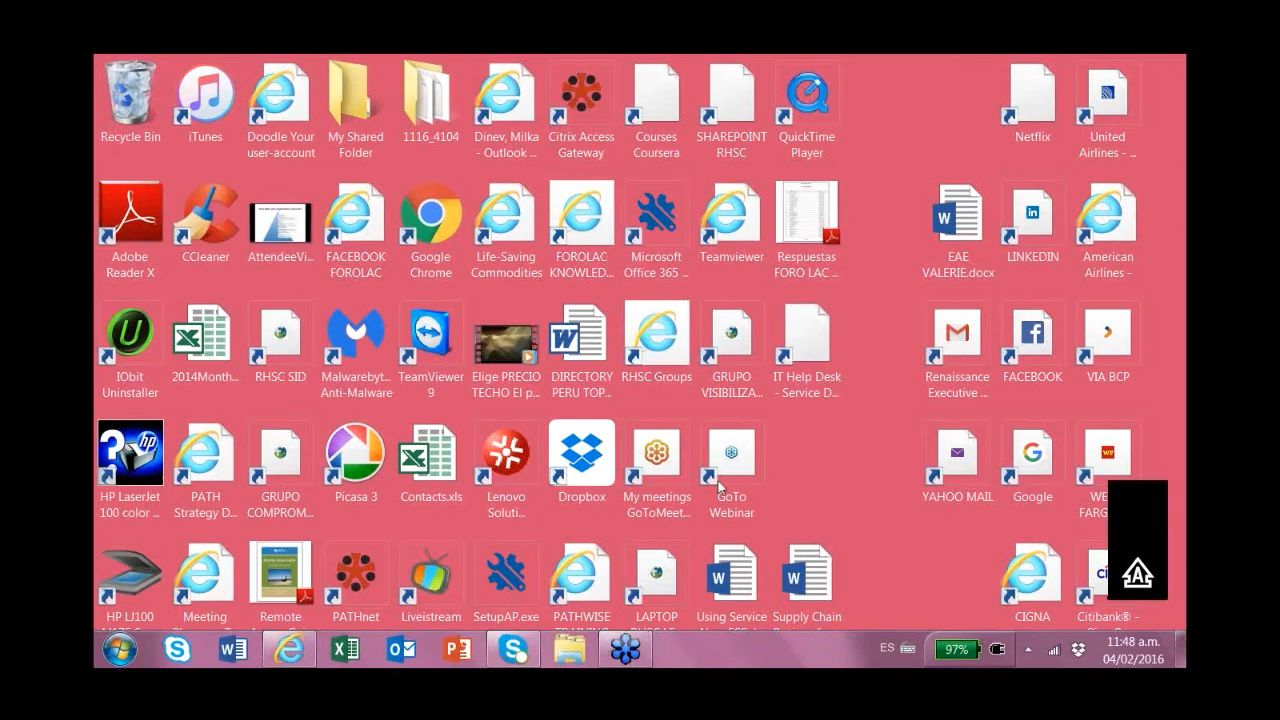 Recycle Bin
iTunes
Doodle Your
user-account
My Shared
Folder
1116_4104
Dinev, Milka
- Outlook ...
Citrix Access
Gateway
Courses
Coursera
SHAREPOINT
RHSC
QuickTime
Player
Netflix
United
Airlines - ...
Adobe
Reader X
CCleaner
AttendeeVi...
FACEBOOK
FOROLAC
Google
Chrome
Life-Saving
Commodities
FOROLAC
KNOWLED...
Microsoft
Office 365 ...
Teamviewer
Respuestas
FORO LAC ...
EAE
VALERIE.docx
LINKEDIN
American
Airlines -
IObit
Uninstaller
2014Month...
RHSC SID
Malwarebyt...
Anti-Malware
TeamViewer
9
Elige PRECIO
TECHO El p...
DIRECTORY
PERU TOP...
RHSC Groups
GRUPO
VISIBILIZA...
IT Help Desk
- Service D...
Renaissance
Executive ...
FACEBOOK
VIA BCP
HP LaserJet
100 color ...
PATH
Strategy D...
GRUPO
COMPROM...
Picasa 3
Contacts.xls
Lenovo
Soluti...
Dropbox
My meetings
GoToMeet...
GoTo
Webinar
YAHOO MAIL
Google
WE
FARG
HP LJ100
Meeting
Remote
PATHnet
Livestream
SetupAP.exe
PATHWISE
TRAINING
LAPTOP
Using Service
Supply Chain
CIGNA
Citibank® -
ES
97%
11:48 a.m.
04/02/2016